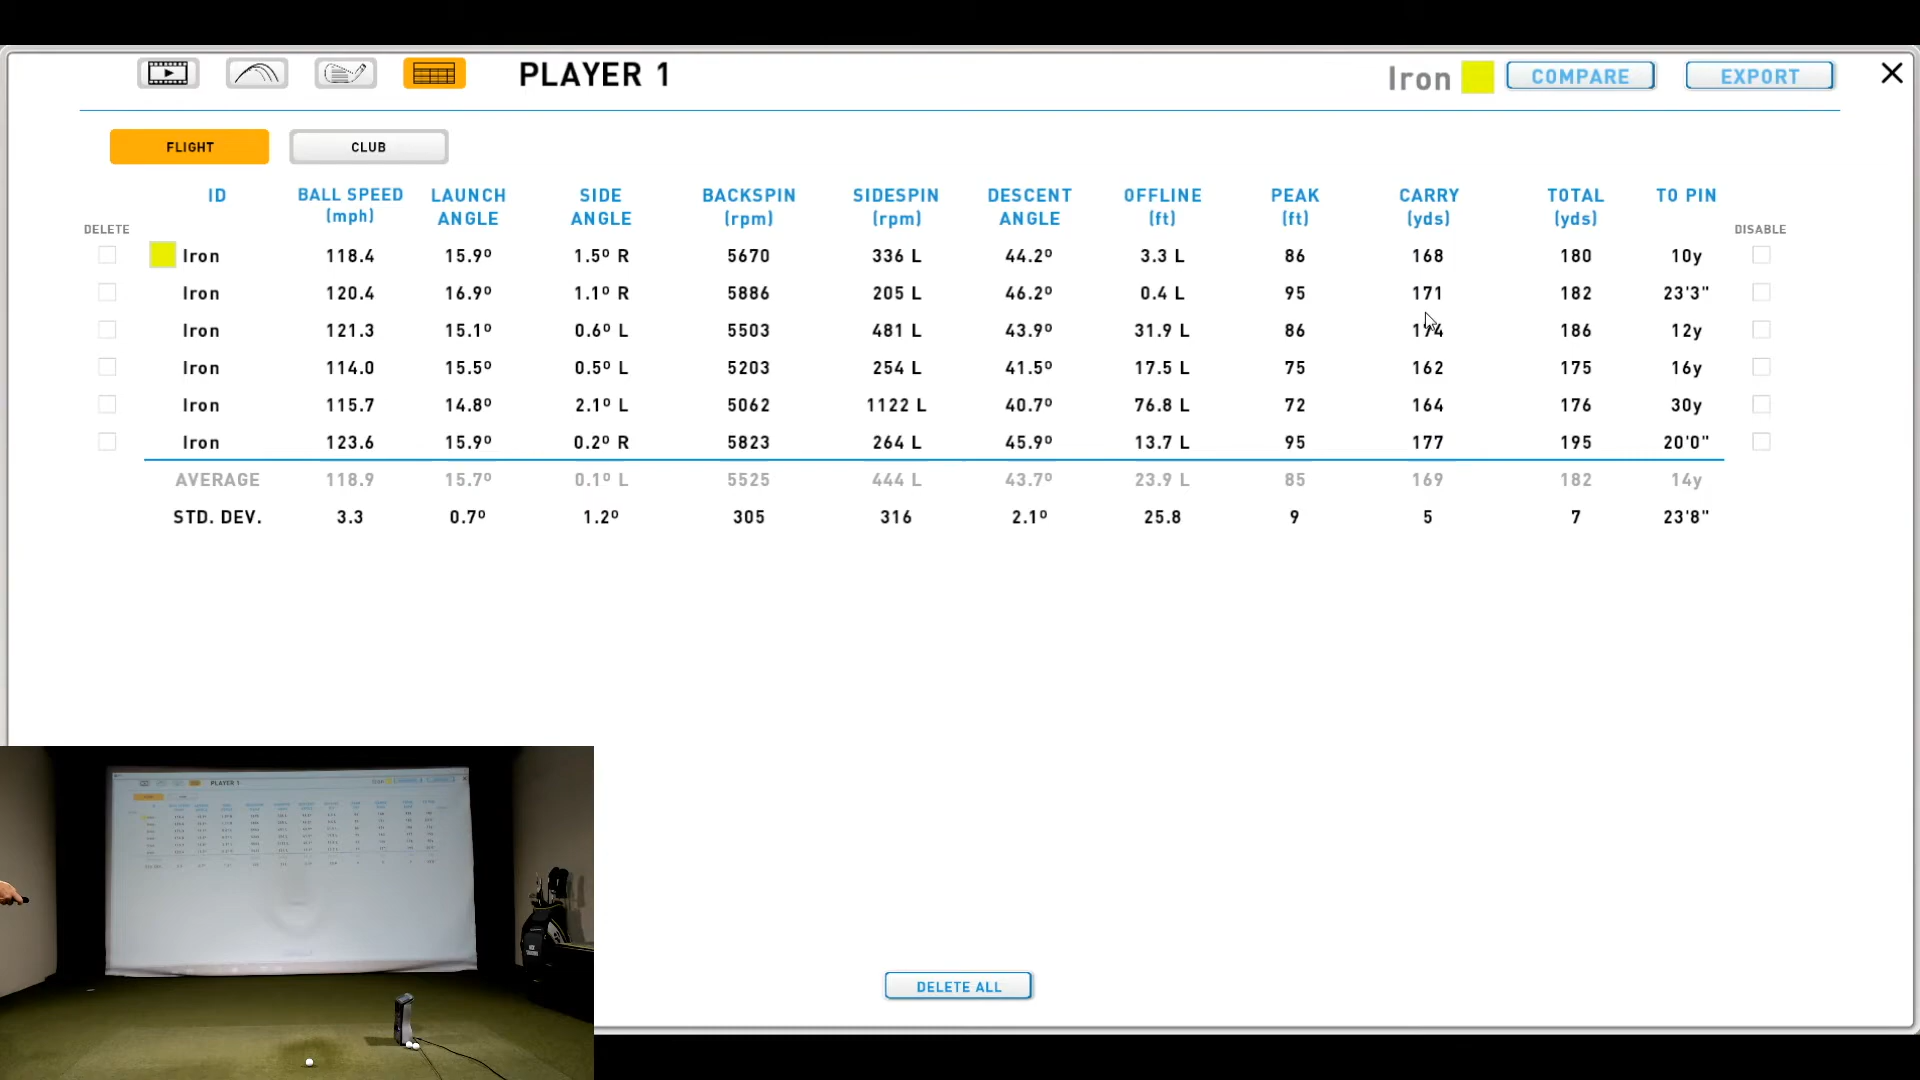 PLAYER 1
Iron COMPARE EXPORT
FLIGHT CLUB
ID BALL SPEED (mph) LAUNCH ANGLE SIDE ANGLE BACKSPIN (rpm) SIDESPIN (rpm) DESCENT ANGLE OFFLINE (ft) PEAK (ft) CARRY (yds) TOTAL (yds) TO PIN
DELETE DISABLE
Iron 118.4 15.9º 1.5º R 5670 336 L 44.2º 3.3 L 86 168 180 10y
Iron 120.4 16.9º 1.1º R 5886 205 L 46.2º 0.4 L 95 171 182 23'3"
Iron 121.3 15.1º 0.6º L 5503 481 L 43.9º 31.9 L 86 174 186 12y
Iron 114.0 15.5º 0.5º L 5203 254 L 41.5º 17.5 L 75 162 175 16y
Iron 115.7 14.8º 2.1º L 5062 1122 L 40.7º 76.8 L 72 164 176 30y
Iron 123.6 15.9º 0.2º R 5823 264 L 45.9º 13.7 L 95 177 195 20'0"
AVERAGE 118.9 15.7º 0.1º L 5525 444 L 43.7º 23.9 L 85 169 182 14y
STD. DEV. 3.3 0.7º 1.2º 305 316 2.1º 25.8 9 5 7 23'8"
DELETE ALL
PLAYER 1